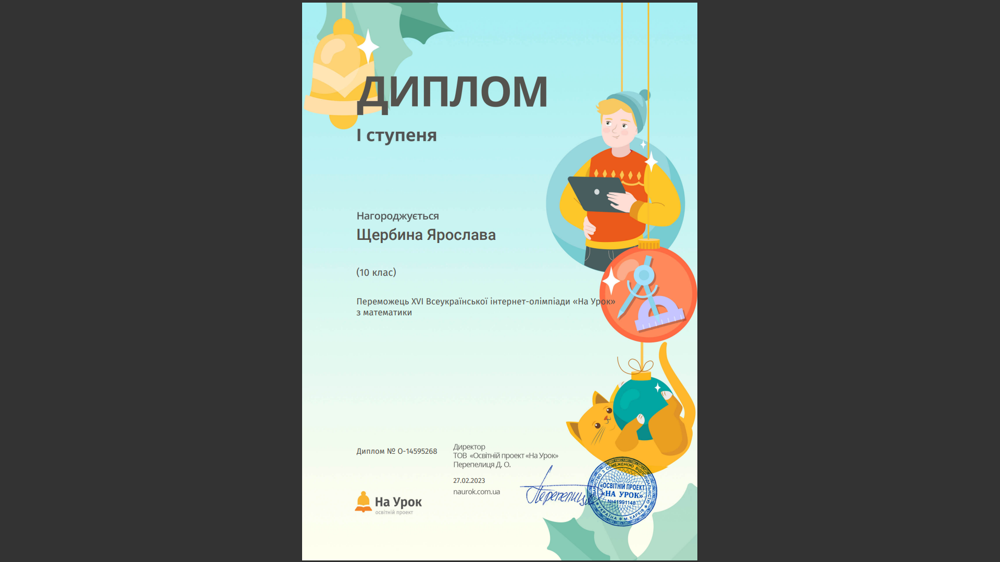 ДИПЛОМ
І ступеня
Нагороджується
Щербина Ярослава
(10 клас)
Переможець XVI Всеукраїнської інтернет-олімпіади «На Урок»
з математики
Диплом № О-14595268
Директор
ТОВ «Освітній проект «На Урок»
Перепелиця Д. О.
27.02.2023
naurok.com.ua
На Урок
освітній проект
Перепелиця
ТОВАРИСТВО З ОБМЕЖЕНОЮ ВІДПОВІДАЛЬНІСТЮ
«ОСВІТНІЙ ПРОЕКТ
«НА УРОК»
№41991148
* УКРАЇНА * М.ХАРКІВ *